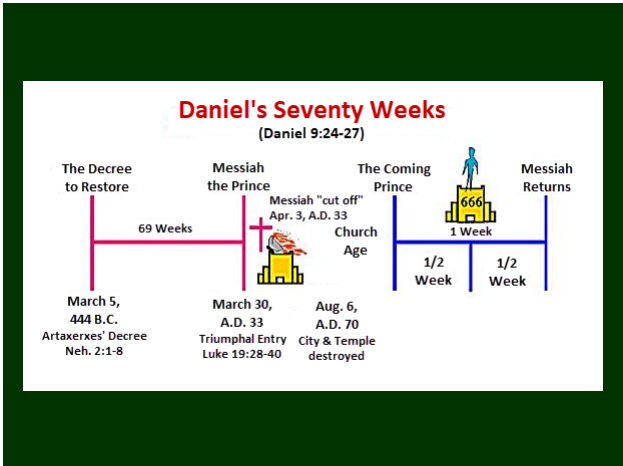 Daniel's Seventy Weeks
(Daniel 9:24-27)
The Decree
to Restore
Messiah
the Prince
The Coming
Prince
Messiah
Returns
Messiah "cut off"
Apr. 3, A.D. 33
666
69 Weeks
Church
Age
1 Week
1/2
Week
1/2
Week
March 5,
444 B.C.
Artaxerxes' Decree
Neh. 2:1-8
March 30,
A.D. 33
Triumphal Entry
Luke 19:28-40
Aug. 6,
A.D. 70
City & Temple
destroyed